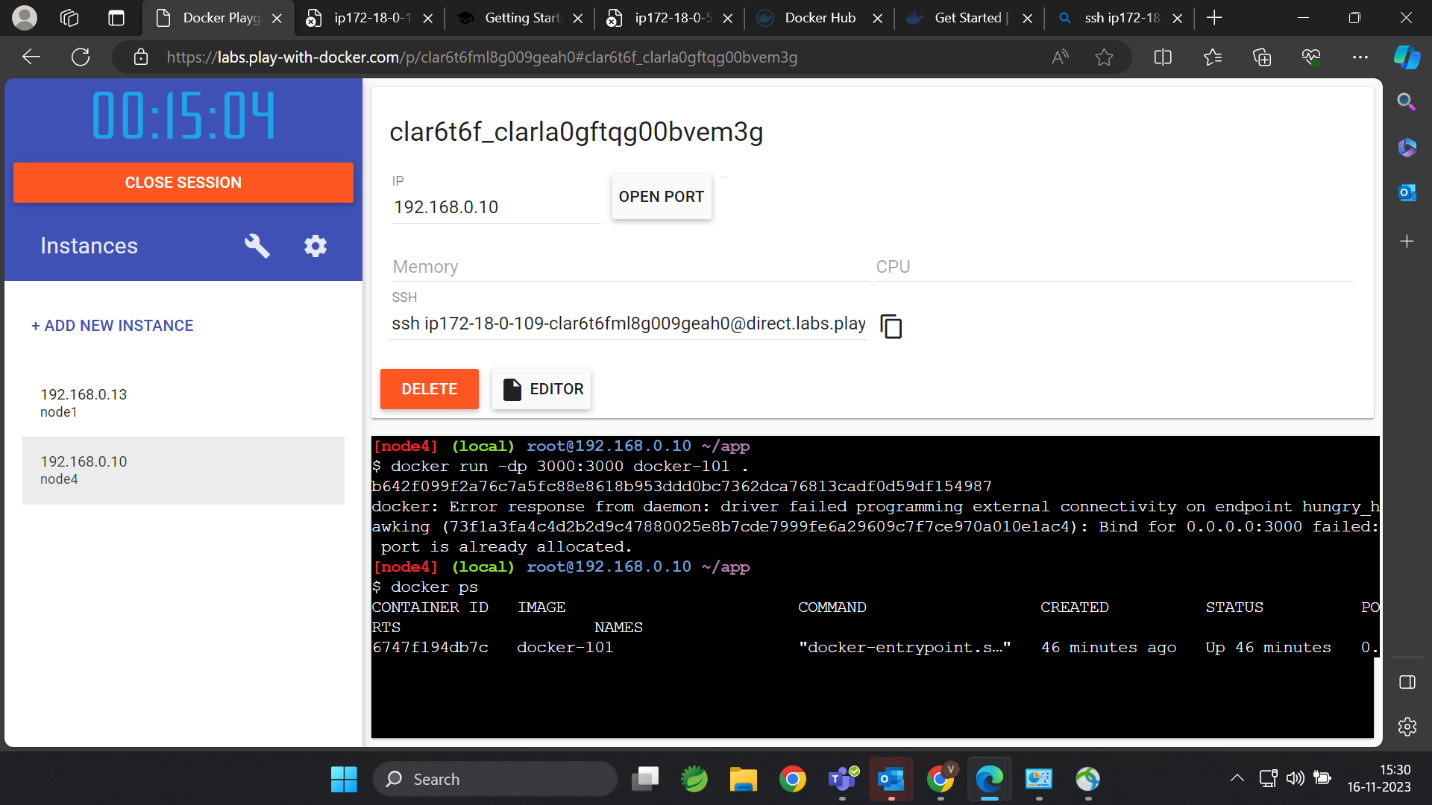 Docker Playg
ip172-18-0-1
Getting Start
ip172-18-0-5
Docker Hub
Get Started |
ssh ip172-18
https://labs.play-with-docker.com/p/clar6t6fml8g009geah0#clar6t6f_clarla0gftqg00bvem3g
00:15:04
CLOSE SESSION
Instances
+ ADD NEW INSTANCE
192.168.0.13
node1
192.168.0.10
node4
clar6t6f_clarla0gftqg00bvem3g
IP
192.168.0.10
OPEN PORT
Memory
CPU
SSH
ssh ip172-18-0-109-clar6t6fml8g009geah0@direct.labs.play
DELETE
EDITOR
[node4] (local) root@192.168.0.10 ~/app
$ docker run -dp 3000:3000 docker-101 .
b642f099f2a76c7a5fc88e8618b953ddd0bc7362dca76813cadf0d59df154987
docker: Error response from daemon: driver failed programming external connectivity on endpoint hungry_h
awking (73f1a3fa4c4d2b2d9c47880025e8b7cde7999fe6a29609c7f7ce970a010e1ac4): Bind for 0.0.0.0:3000 failed:
port is already allocated.
[node4] (local) root@192.168.0.10 ~/app
$ docker ps
CONTAINER ID IMAGE COMMAND CREATED STATUS PO
RTS NAMES
6747f194db7c docker-101 "docker-entrypoint.s…" 46 minutes ago Up 46 minutes 0.
Search
V
15:30
16-11-2023